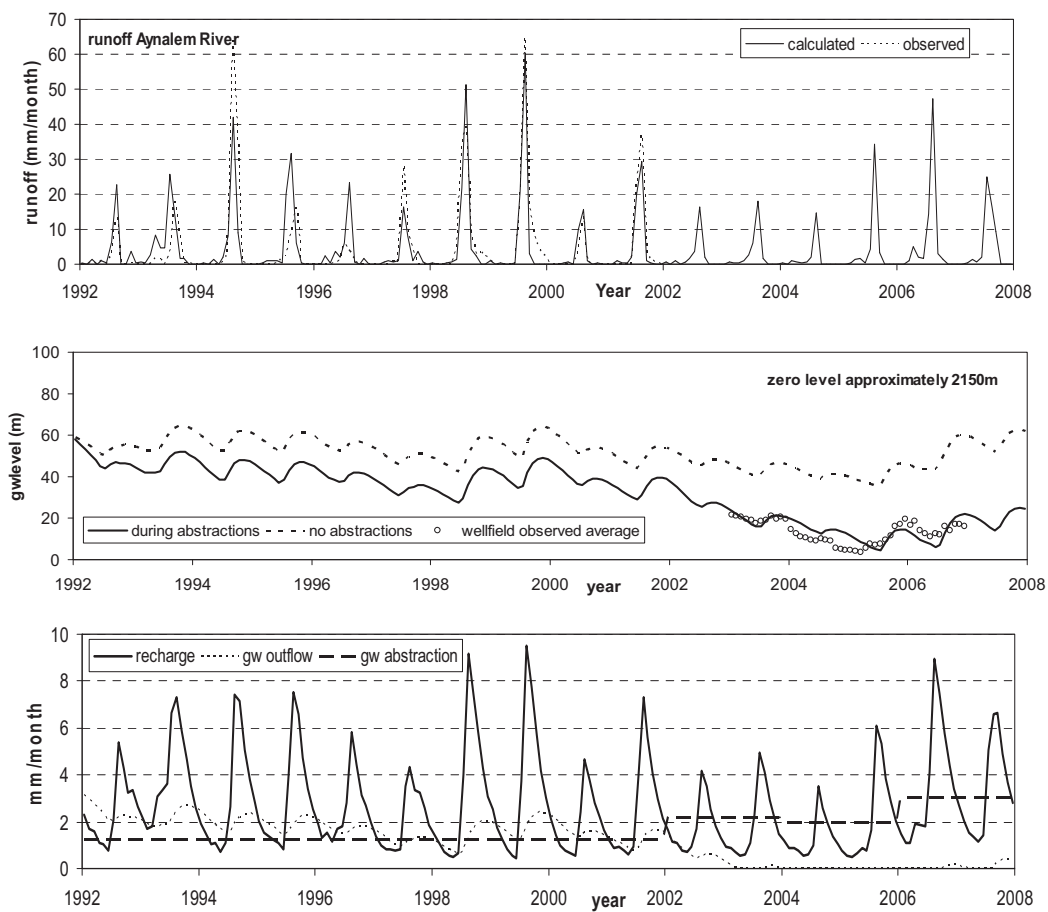 70
runoff Aynalem River
calculated observed
60
50
40
30
20
10
0
runoff (mm/month)
1992 1994 1996 1998 2000 Year 2002 2004 2006 2008
100
zero level approximately 2150m
80
60
40
20
0
gwlevel (m)
during abstractions no abstractions wellfield observed average
1992 1994 1996 1998 2000 year 2002 2004 2006 2008
10
recharge gw outflow gw abstraction
8
6
4
2
0
mm/month
1992 1994 1996 1998 2000 year 2002 2004 2006 2008